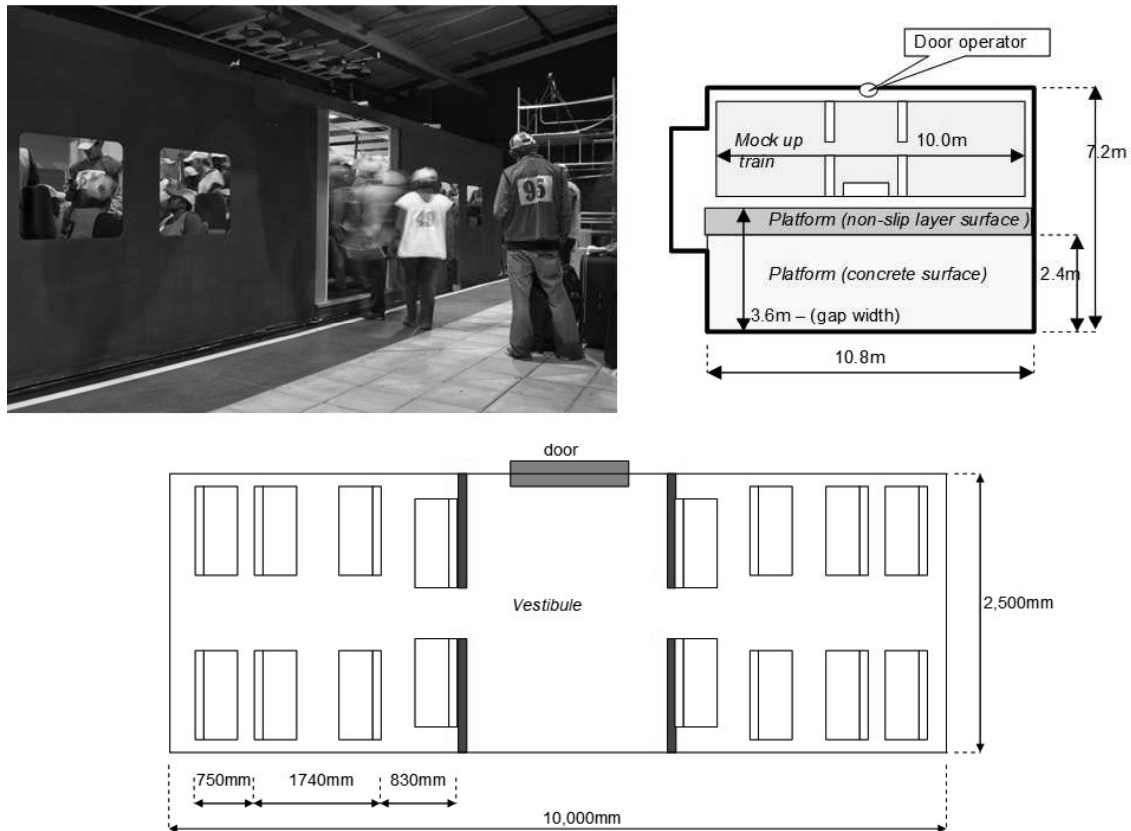 95
49
Door operator
Mock up
train
10.0m
7.2m
Platform (non-slip layer surface )
Platform (concrete surface)
2.4m
3.6m – (gap width)
10.8m
door
Vestibule
2,500mm
750mm
1740mm
830mm
10,000mm